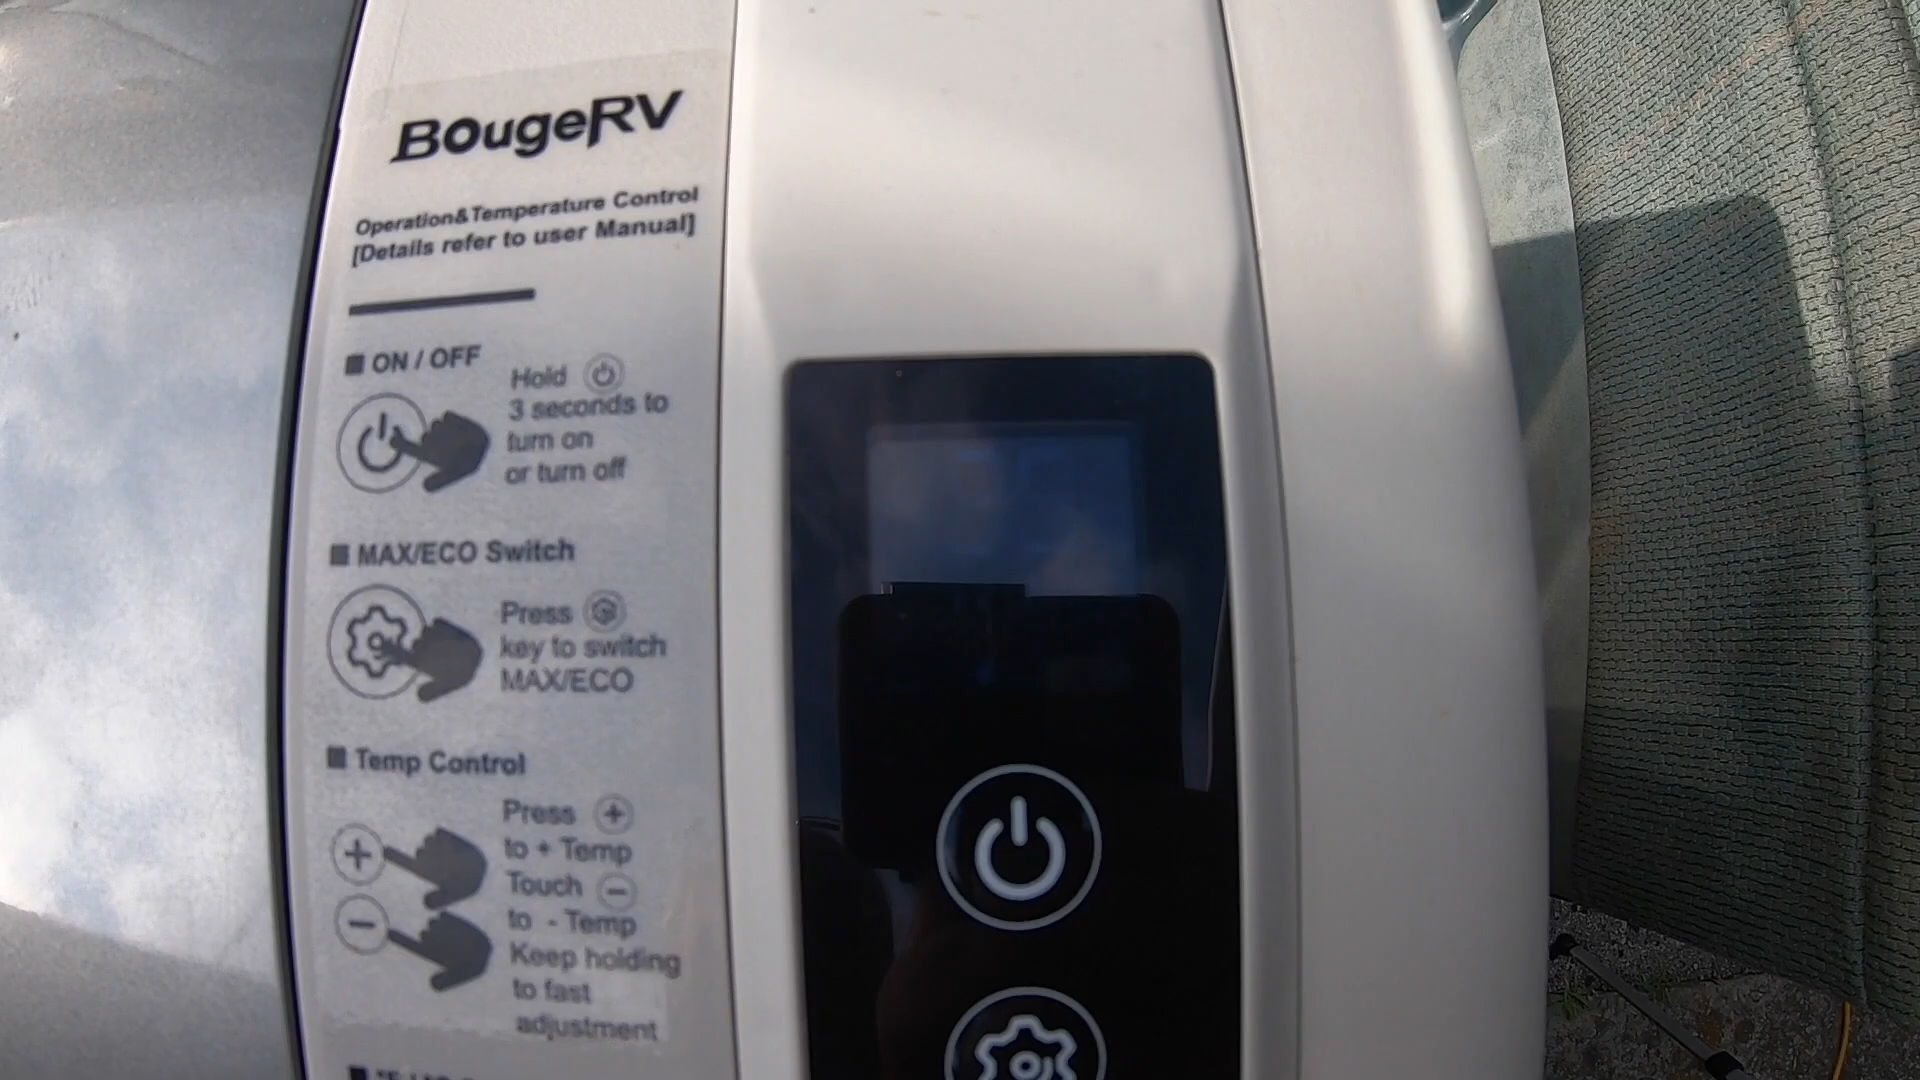 BougeRV
Operation&Temperature Control
[Details refer to user Manual]
ON / OFF
Hold
3 seconds to
turn on
or turn off
MAX/ECO Switch
Press
key to switch
MAX/ECO
Temp Control
Press +
to + Temp
Touch −
to - Temp
Keep holding
to fast
adjustment